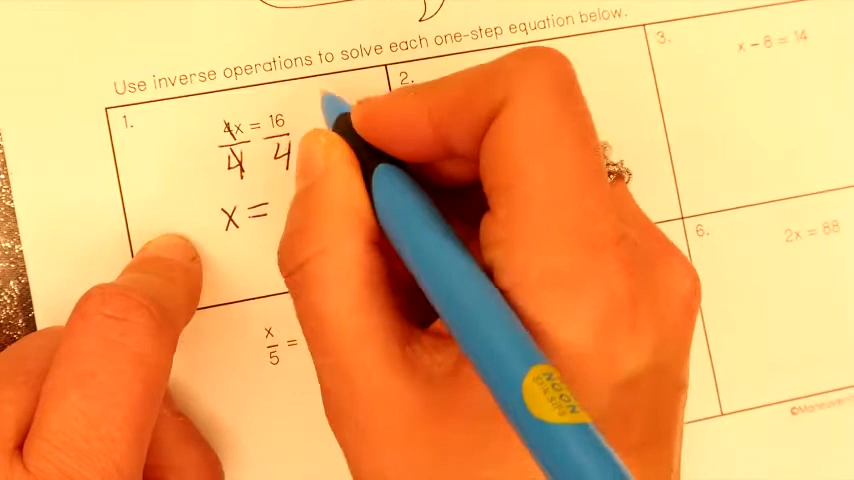 Use inverse operations to solve each one-step equation below.
1.
4x = 16
4 4
x =
2.
3.
x - 8 = 14
x
5 =
6.
2x = 88
NOON
©Maneuveri